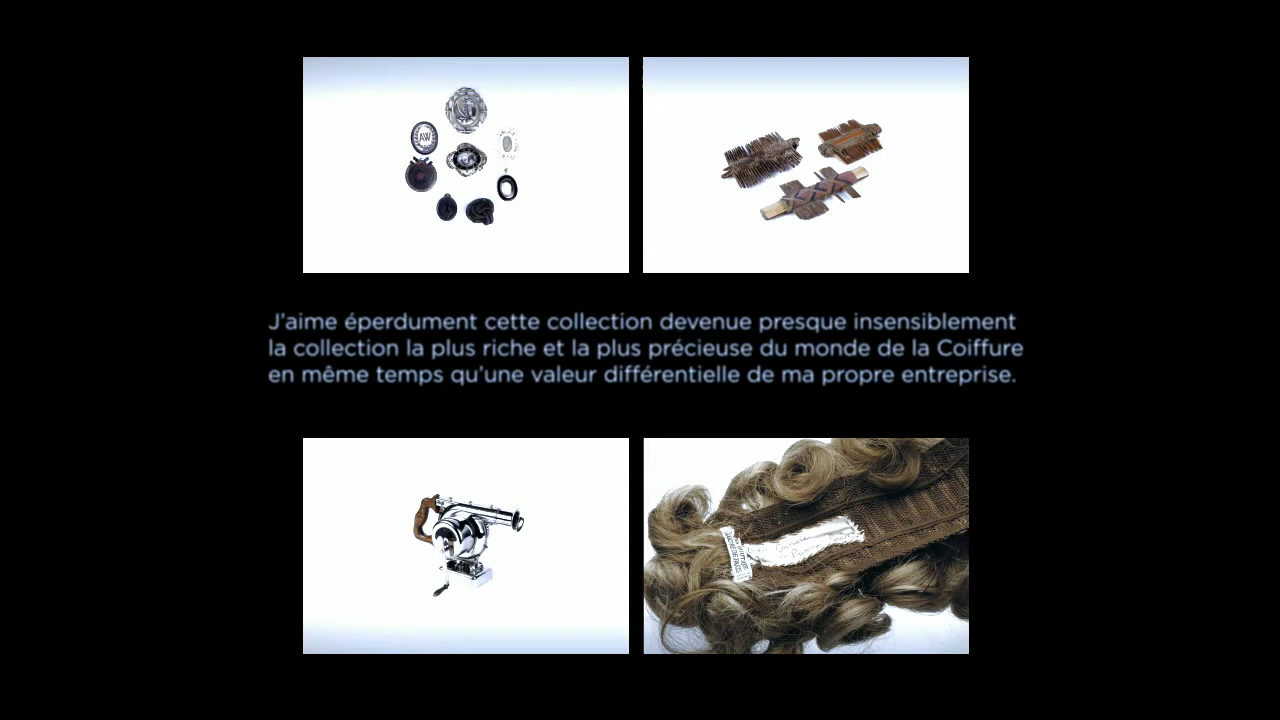 AW
J'aime éperdument cette collection devenue presque insensiblement
la collection la plus riche et la plus précieuse du monde de la Coiffure
en même temps qu'une valeur différentielle de ma propre entreprise.